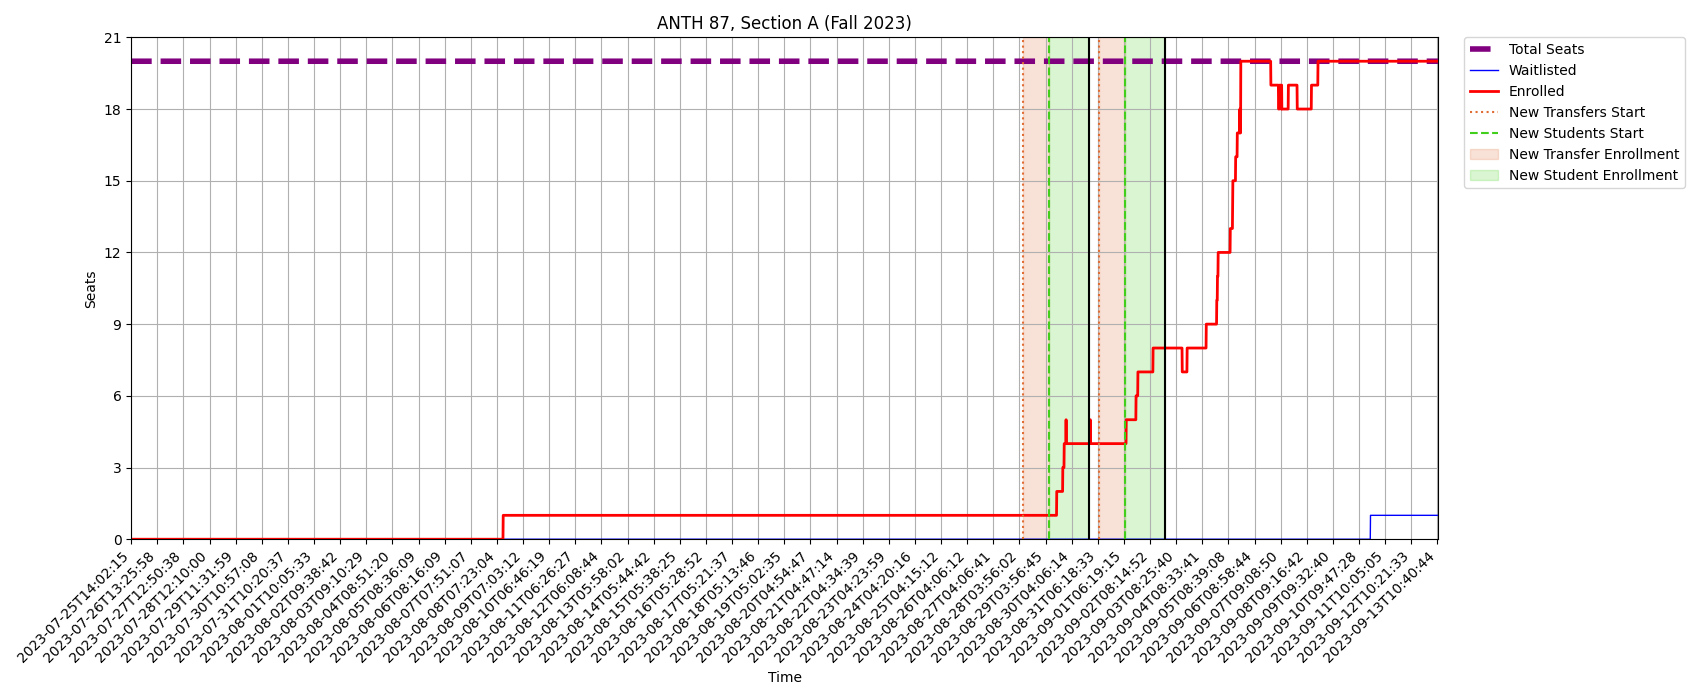 ANTH 87, Section A (Fall 2023)
Total Seats
Waitlisted
Enrolled
New Transfers Start
New Students Start
New Transfer Enrollment
New Student Enrollment
21
18
15
12
9
6
3
0
Seats
2023-07-25T14:02:15
2023-07-26T13:25:58
2023-07-27T12:50:38
2023-07-28T12:10:00
2023-07-29T11:31:59
2023-07-30T10:57:08
2023-07-31T10:20:37
2023-08-01T10:05:33
2023-08-02T09:38:42
2023-08-03T09:10:29
2023-08-04T08:51:20
2023-08-05T08:36:09
2023-08-06T08:16:09
2023-08-07T07:51:07
2023-08-08T07:23:04
2023-08-09T07:03:12
2023-08-10T06:46:19
2023-08-11T06:26:27
2023-08-12T06:08:44
2023-08-13T05:58:02
2023-08-14T05:44:42
2023-08-15T05:38:25
2023-08-16T05:28:52
2023-08-17T05:21:37
2023-08-18T05:13:46
2023-08-19T05:02:35
2023-08-20T04:54:47
2023-08-21T04:47:14
2023-08-22T04:34:39
2023-08-23T04:23:59
2023-08-24T04:20:16
2023-08-25T04:15:12
2023-08-26T04:06:12
2023-08-27T04:06:41
2023-08-28T03:56:02
2023-08-29T03:56:45
2023-08-30T04:06:14
2023-08-31T06:18:33
2023-09-01T06:19:15
2023-09-02T08:14:52
2023-09-03T08:25:40
2023-09-04T08:33:41
2023-09-05T08:39:08
2023-09-06T08:58:44
2023-09-07T09:08:50
2023-09-08T09:16:42
2023-09-09T09:32:40
2023-09-10T09:47:28
2023-09-11T10:05:05
2023-09-12T10:21:33
2023-09-13T10:40:44
Time